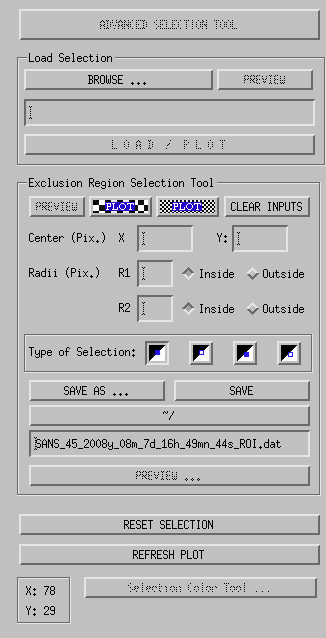 ADVANCED SELECTION TOOL
Load Selection
BROWSE ... PREVIEW
L O A D / P L O T
Exclusion Region Selection Tool
PREVIEW PLOT PLOT CLEAR INPUTS
Center (Pix.) X Y:
Radii (Pix.) R1 Inside Outside
R2 Inside Outside
Type of Selection:
SAVE AS ... SAVE
~/
SANS_45_2008y_08m_7d_16h_49mn_44s_ROI.dat
PREVIEW ...
RESET SELECTION
REFRESH PLOT
X: 78 Selection Color Tool ...
Y: 29